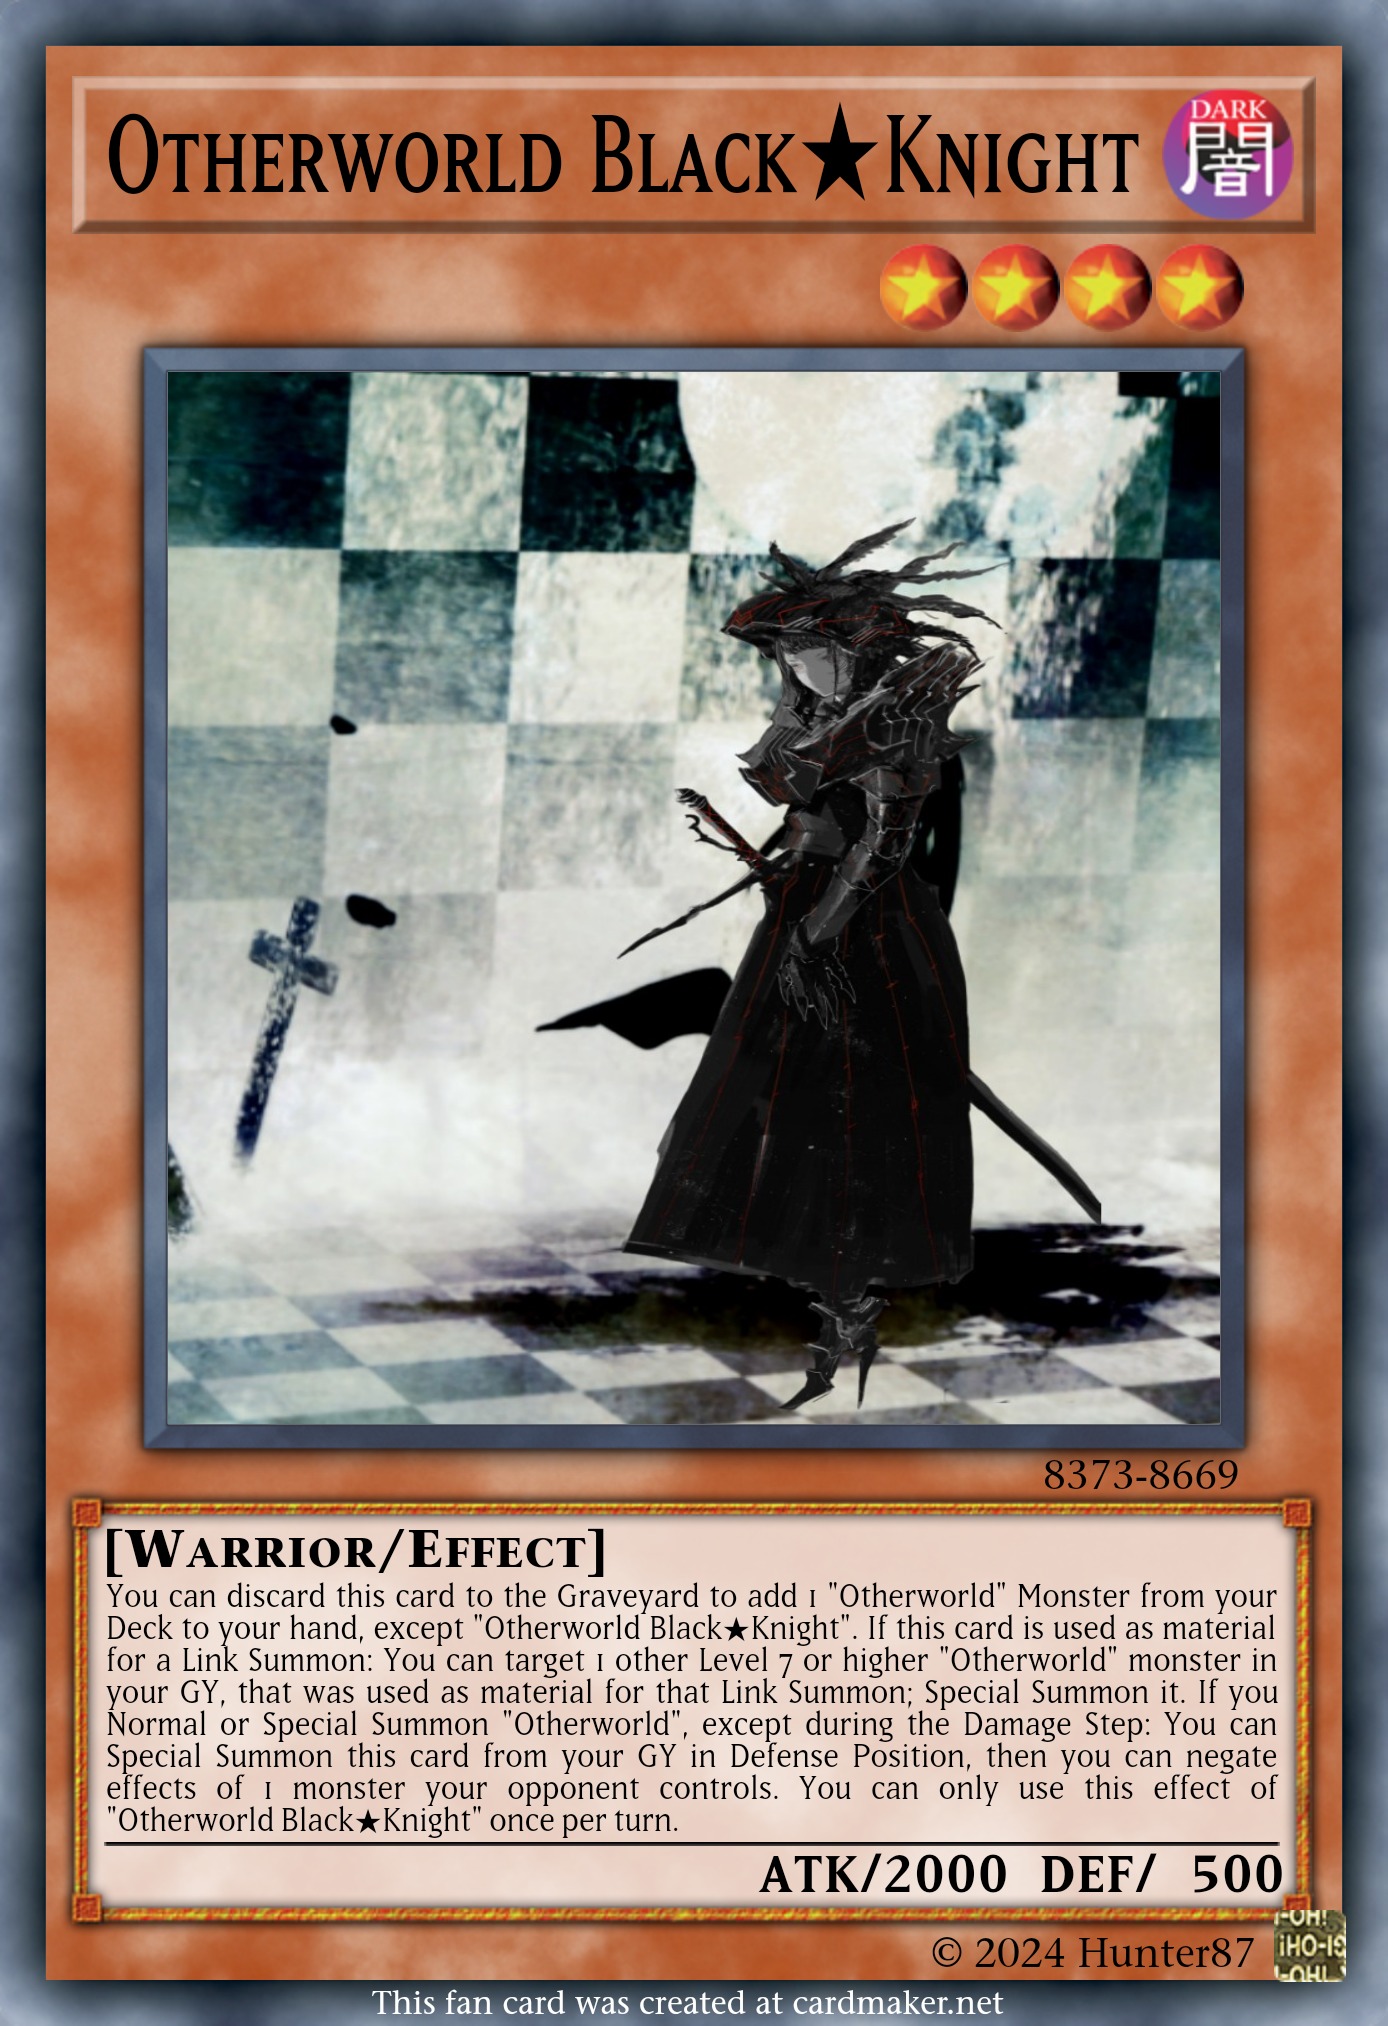 Otherworld Black★Knight
DARK
闇
8373-8669
[Warrior/Effect]
You can discard this card to the Graveyard to add 1 "Otherworld" Monster from your
Deck to your hand, except "Otherworld Black★Knight". If this card is used as material
for a Link Summon: You can target 1 other Level 7 or higher "Otherworld" monster in
your GY, that was used as material for that Link Summon; Special Summon it. If you
Normal or Special Summon "Otherworld", except during the Damage Step: You can
Special Summon this card from your GY in Defense Position, then you can negate
effects of 1 monster your opponent controls. You can only use this effect of
"Otherworld Black★Knight" once per turn.
ATK/2000 DEF/ 500
© 2024 Hunter87
This fan card was created at cardmaker.net